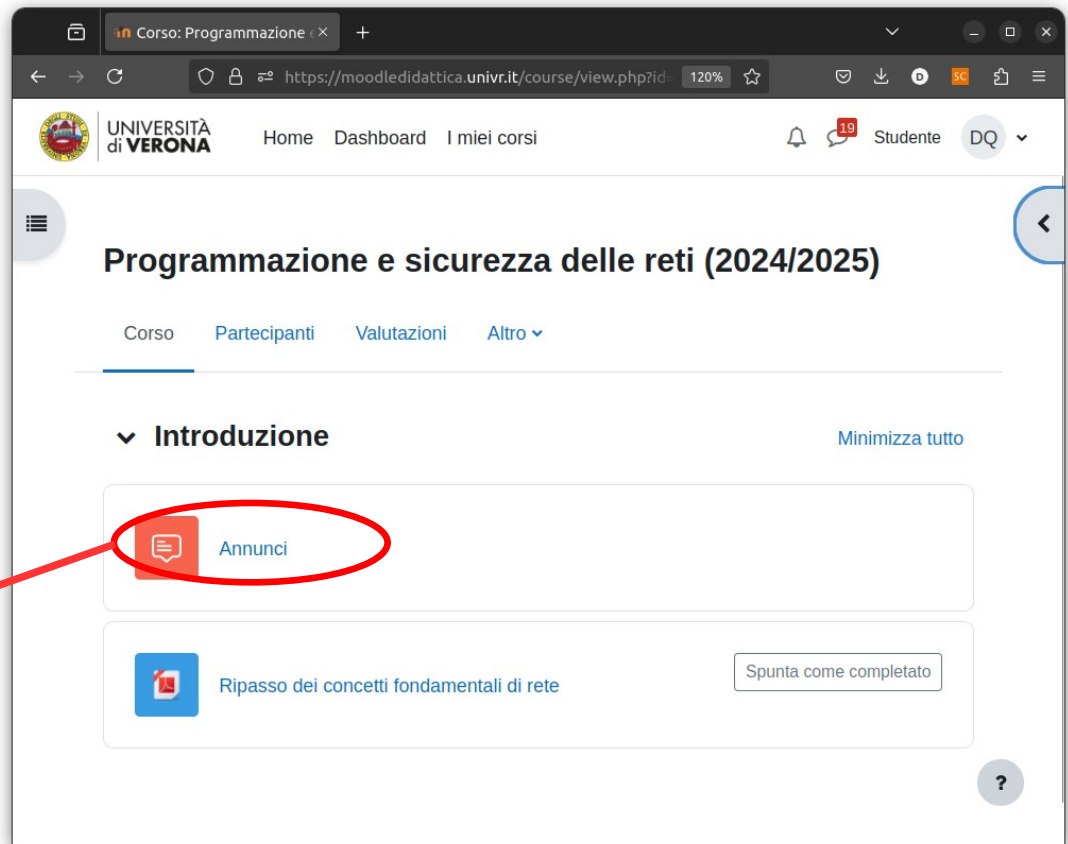 Corso: Programmazione e
https://moodledidattica.univr.it/course/view.php?id= 120% D SC
UNIVERSITÀ
di VERONA
Home Dashboard I miei corsi 19 Studente DQ
Programmazione e sicurezza delle reti (2024/2025)
Corso Partecipanti Valutazioni Altro
Introduzione Minimizza tutto
Annunci
Ripasso dei concetti fondamentali di rete Spunta come completato
?